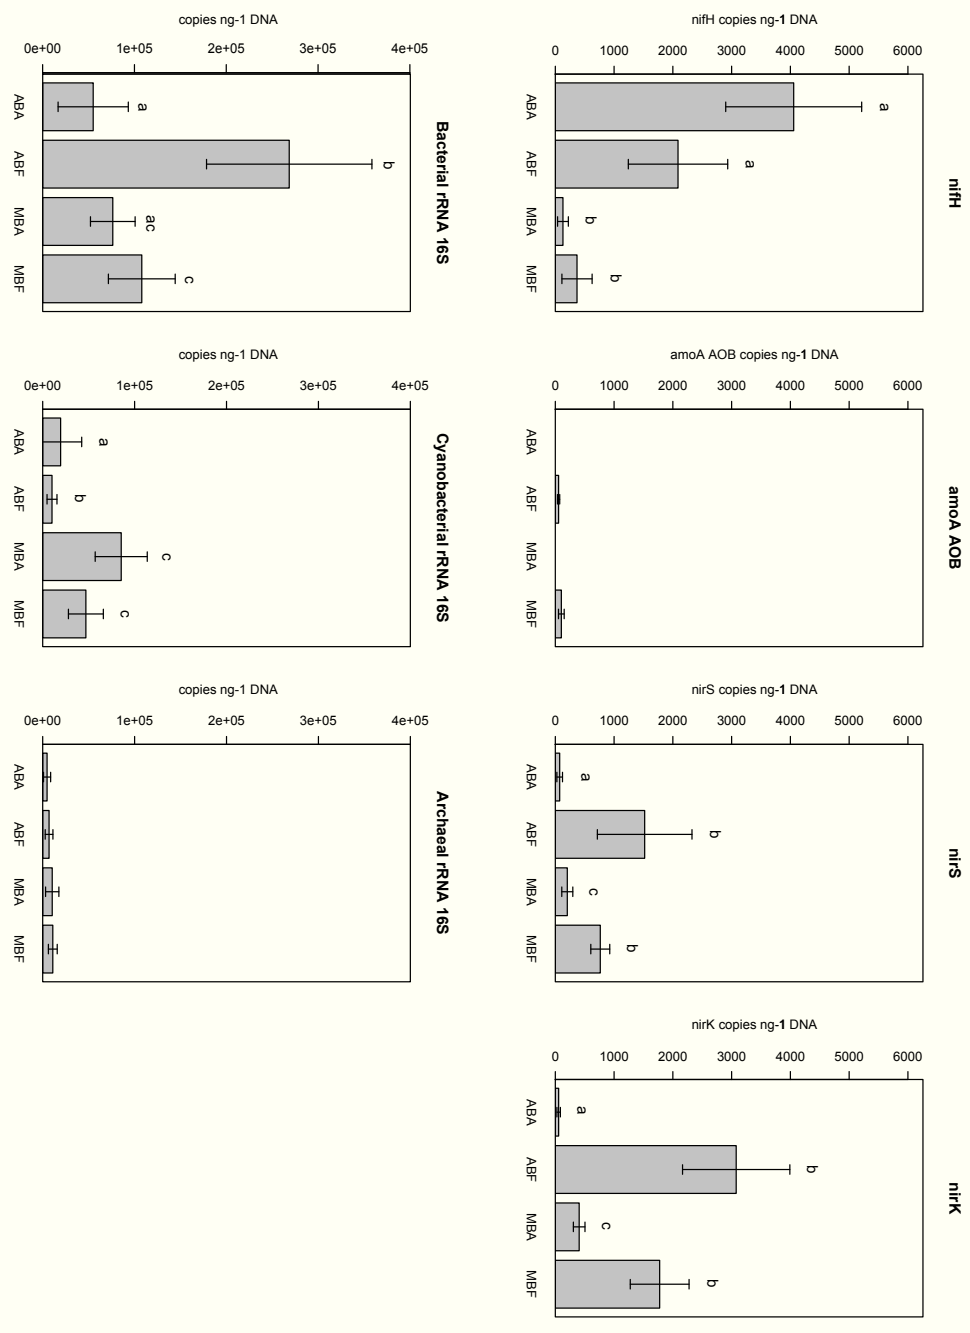 nifH
nifH copies ng-1 DNA
0 1000 2000 3000 4000 5000 6000
a a b b
ABA ABF MBA MBF
amoA AOB
amoA AOB copies ng-1 DNA
0 1000 2000 3000 4000 5000 6000
ABA ABF MBA MBF
nirS
nirS copies ng-1 DNA
0 1000 2000 3000 4000 5000 6000
a b c b
ABA ABF MBA MBF
nirK
nirK copies ng-1 DNA
0 1000 2000 3000 4000 5000 6000
a b c b
ABA ABF MBA MBF
Bacterial rRNA 16S
copies ng-1 DNA
0e+00 1e+05 2e+05 3e+05 4e+05
a b ac c
ABA ABF MBA MBF
Cyanobacterial rRNA 16S
copies ng-1 DNA
0e+00 1e+05 2e+05 3e+05 4e+05
a b c c
ABA ABF MBA MBF
Archaeal rRNA 16S
copies ng-1 DNA
0e+00 1e+05 2e+05 3e+05 4e+05
ABA ABF MBA MBF